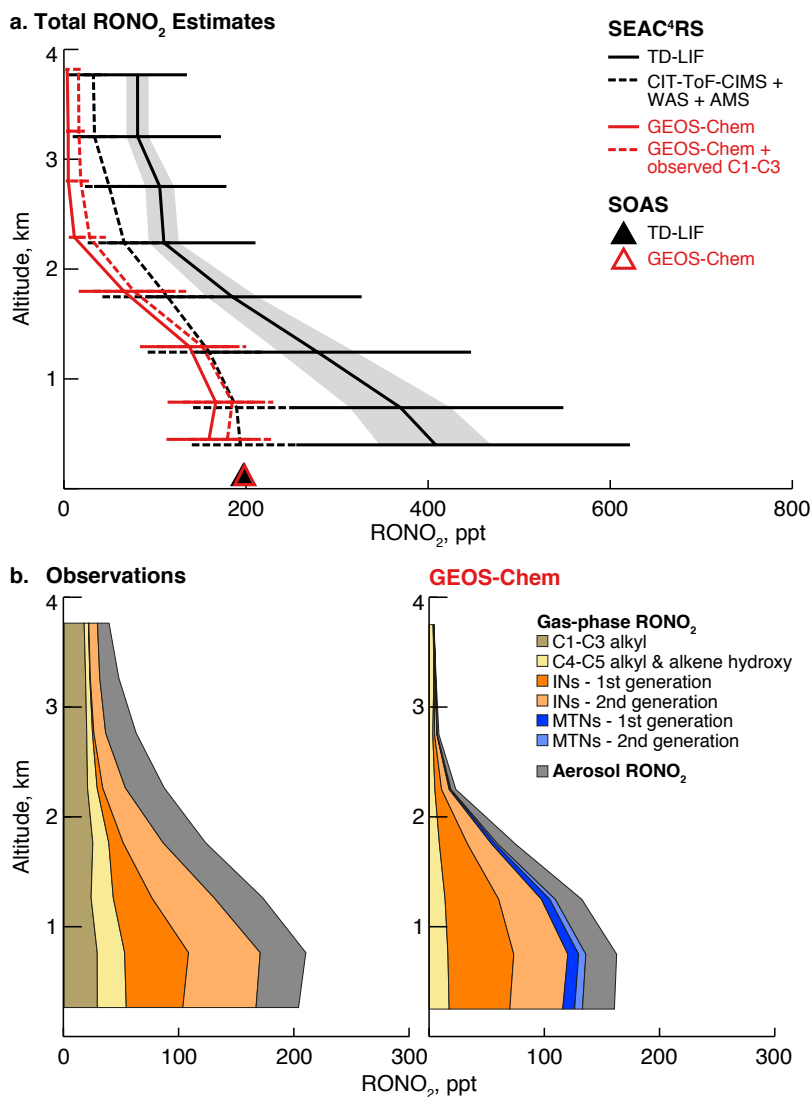 a. Total RONO₂ Estimates
SEAC⁴RS
TD-LIF
CIT-ToF-CIMS +
WAS + AMS
GEOS-Chem
GEOS-Chem +
observed C1-C3
SOAS
TD-LIF
GEOS-Chem
4
3
2
1
Altitude, km
0 200 400 600 800
RONO₂, ppt
b. Observations
GEOS-Chem
4
3
2
1
Altitude, km
0 100 200 300
4
3
2
1
Gas-phase RONO₂
C1-C3 alkyl
C4-C5 alkyl & alkene hydroxy
INs - 1st generation
INs - 2nd generation
MTNs - 1st generation
MTNs - 2nd generation
Aerosol RONO₂
0 100 200 300
RONO₂, ppt